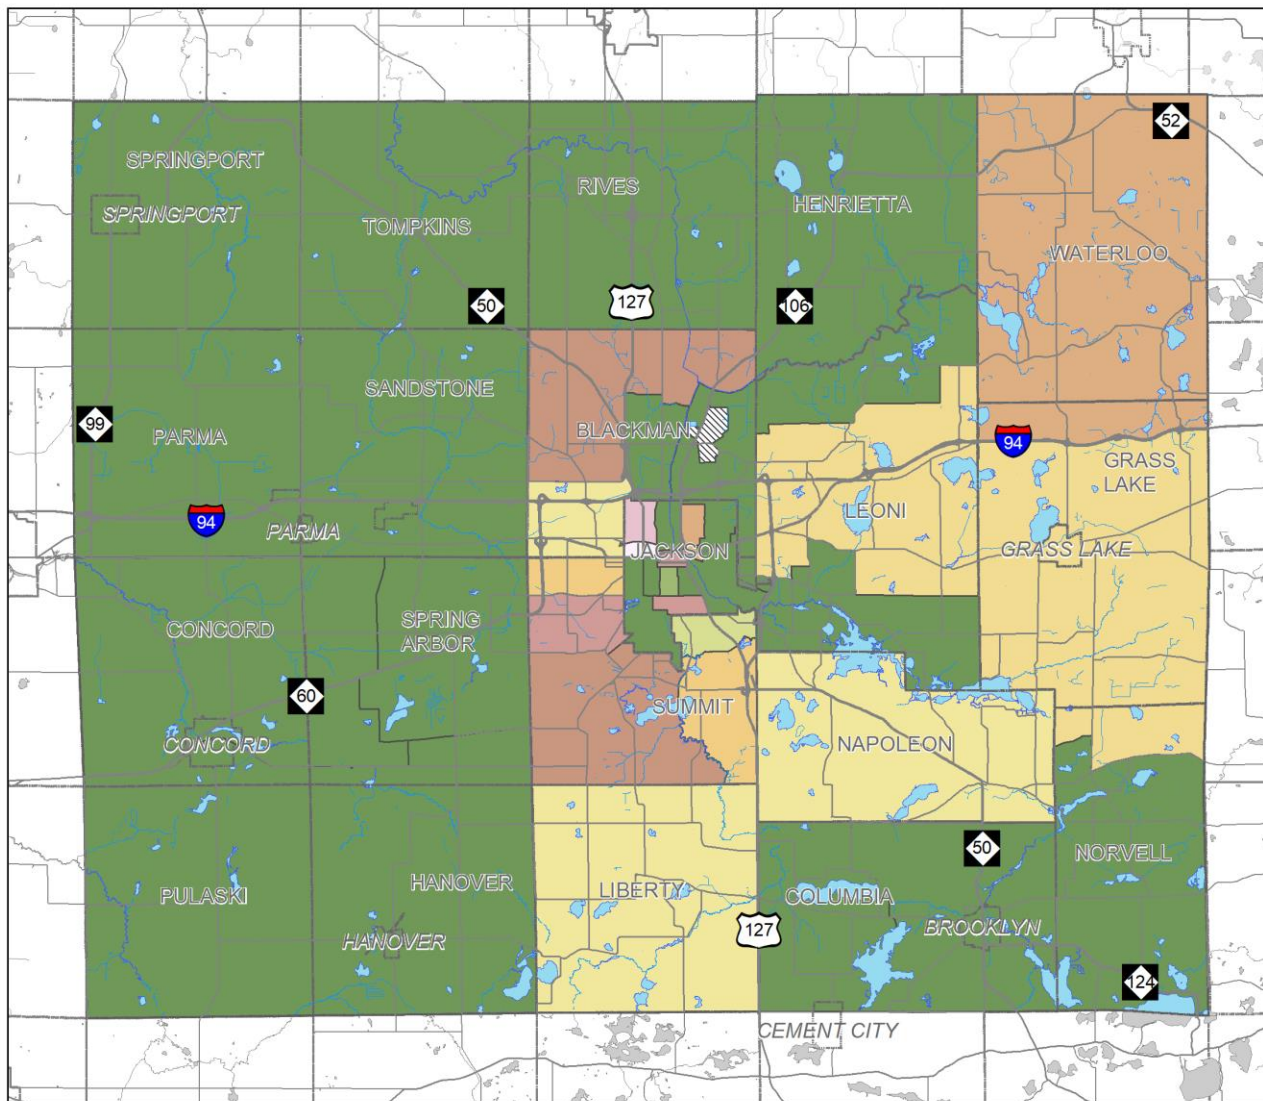 52
SPRINGPORT
RIVES
SPRINGPORT
HENRIETTA
TOMPKINS
WATERLOO
50
127
106
SANDSTONE
99
PARMA
BLACKMAN
94
GRASS
LAKE
LEONI
94
PARMA
JACKSON
GRASS LAKE
CONCORD
SPRING
ARBOR
60
SUMMIT
CONCORD
NAPOLEON
50
NORVELL
HANOVER
PULASKI
LIBERTY
COLUMBIA
BROOKLYN
HANOVER
127
124
CEMENT CITY